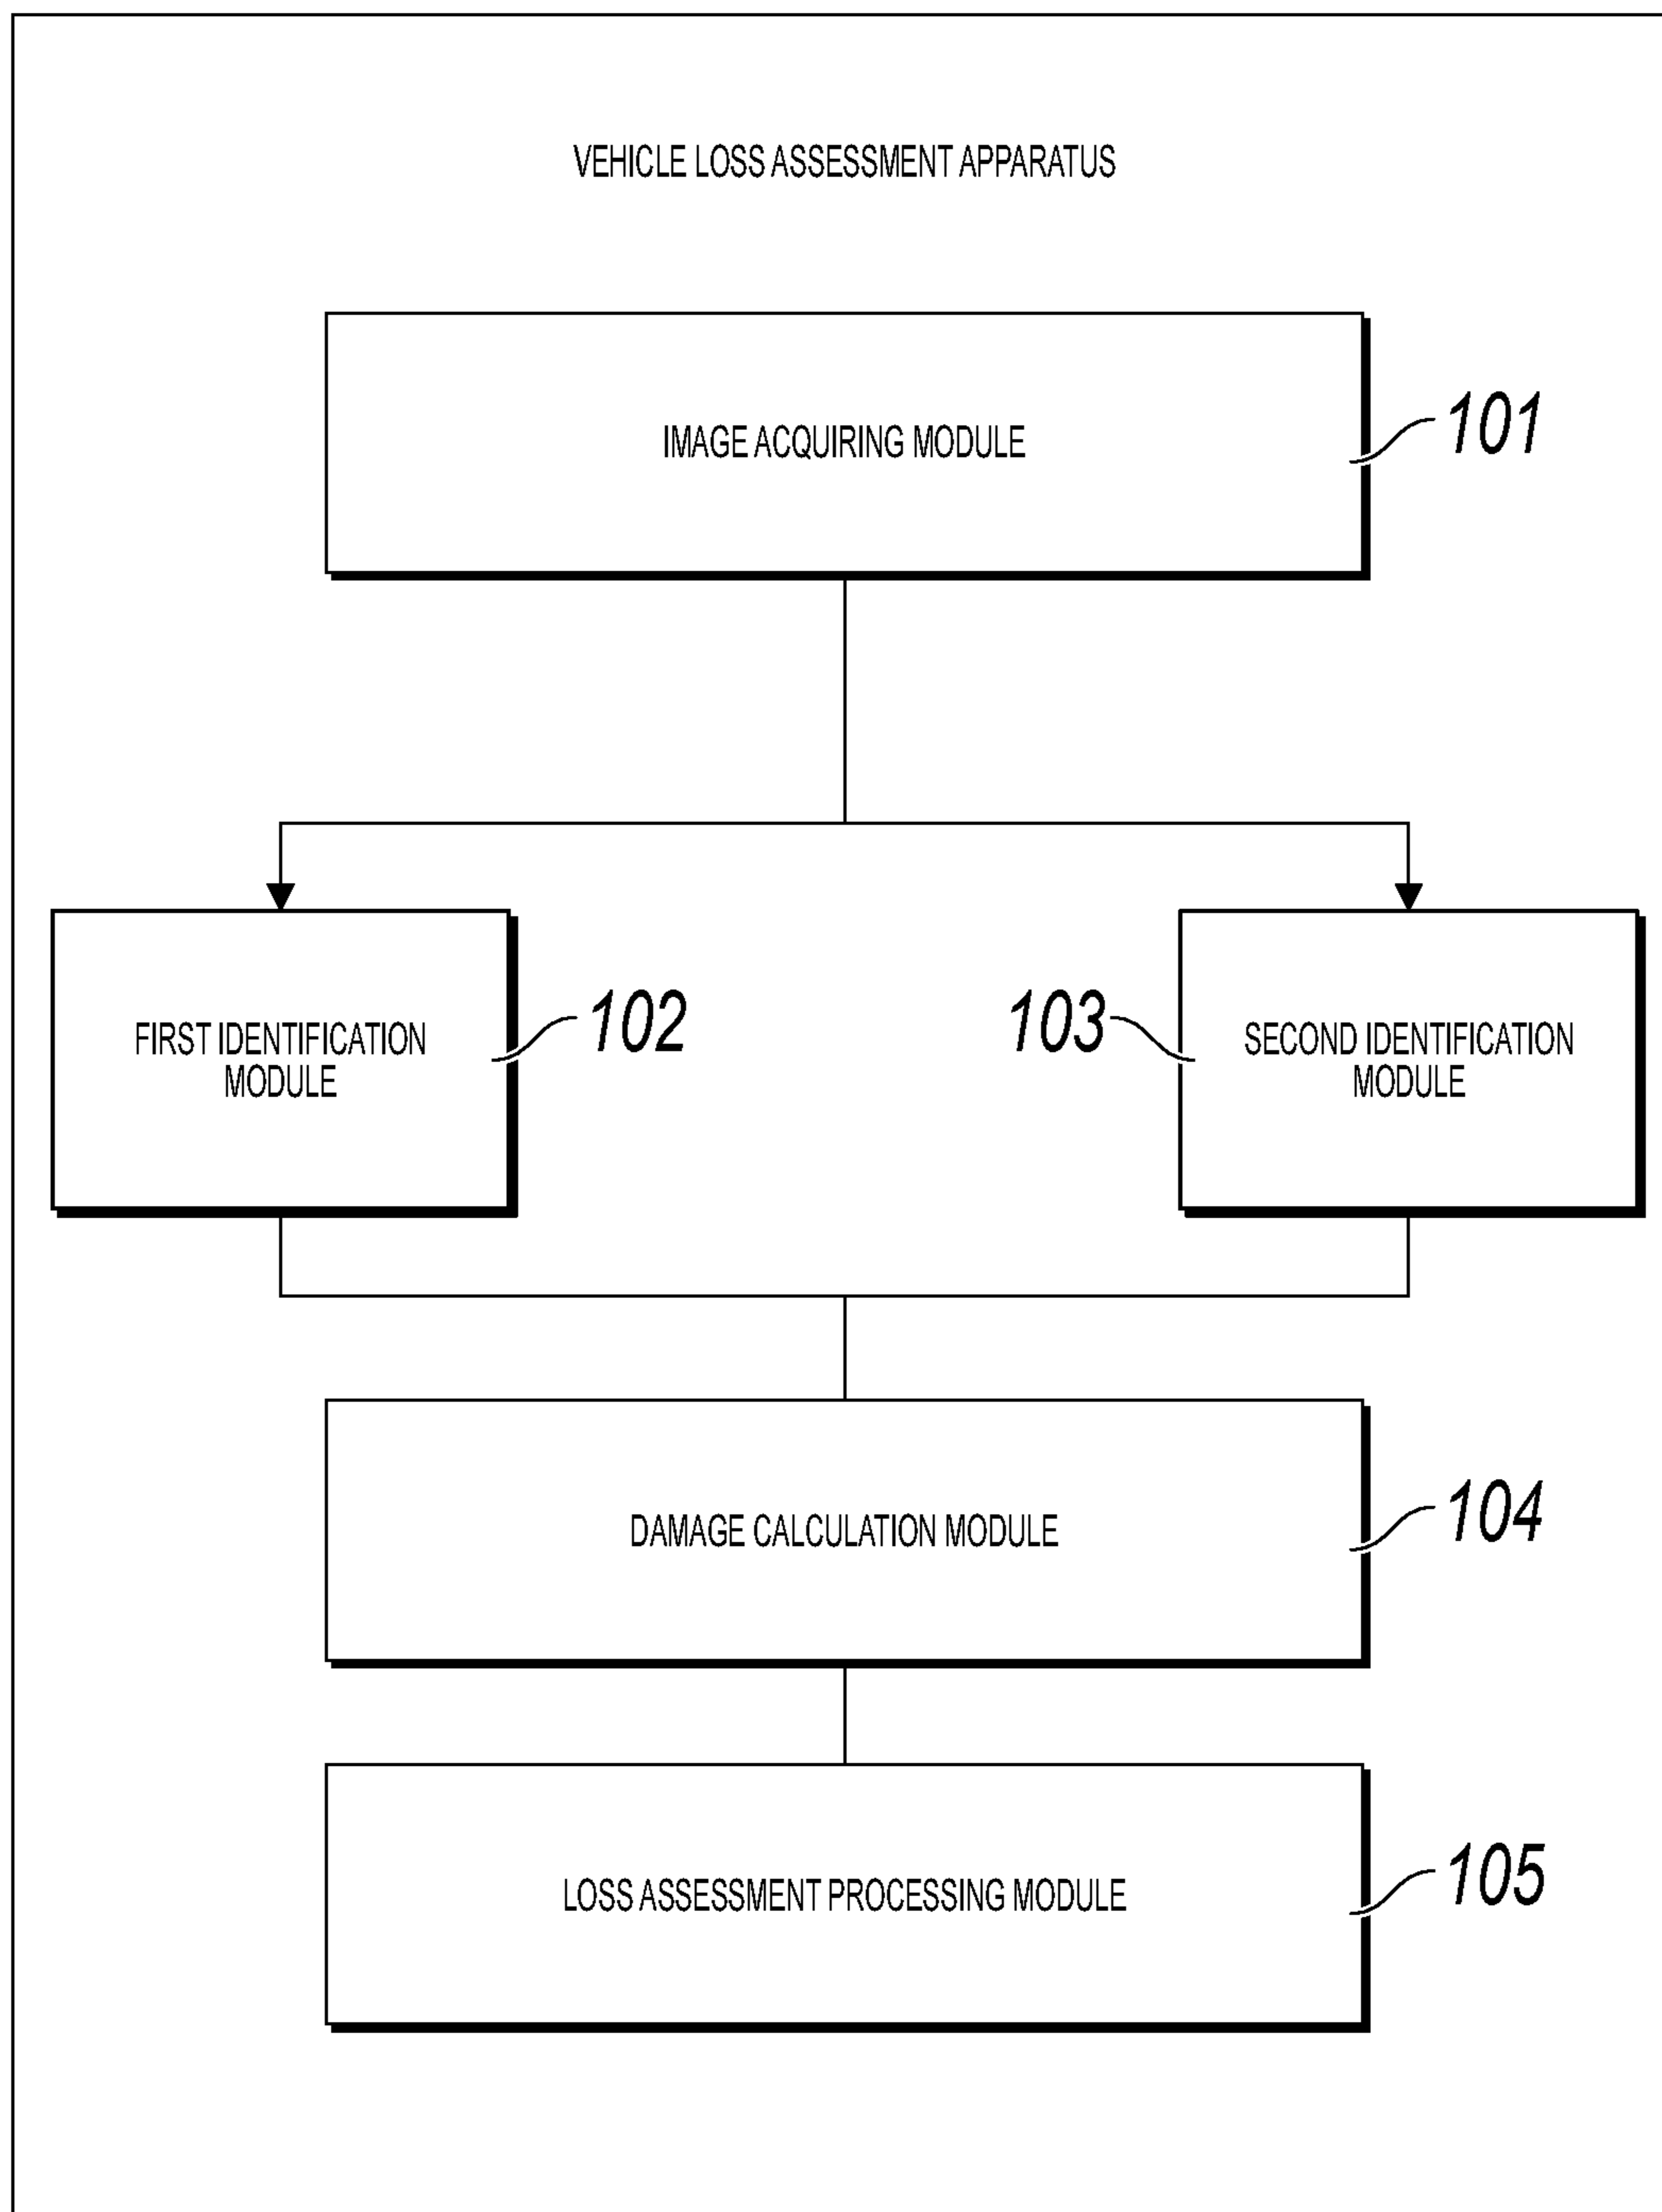 VEHICLE LOSS ASSESSMENT APPARATUS
IMAGE ACQUIRING MODULE
101
FIRST IDENTIFICATION
MODULE
102
103
SECOND IDENTIFICATION
MODULE
DAMAGE CALCULATION MODULE
104
LOSS ASSESSMENT PROCESSING MODULE
105